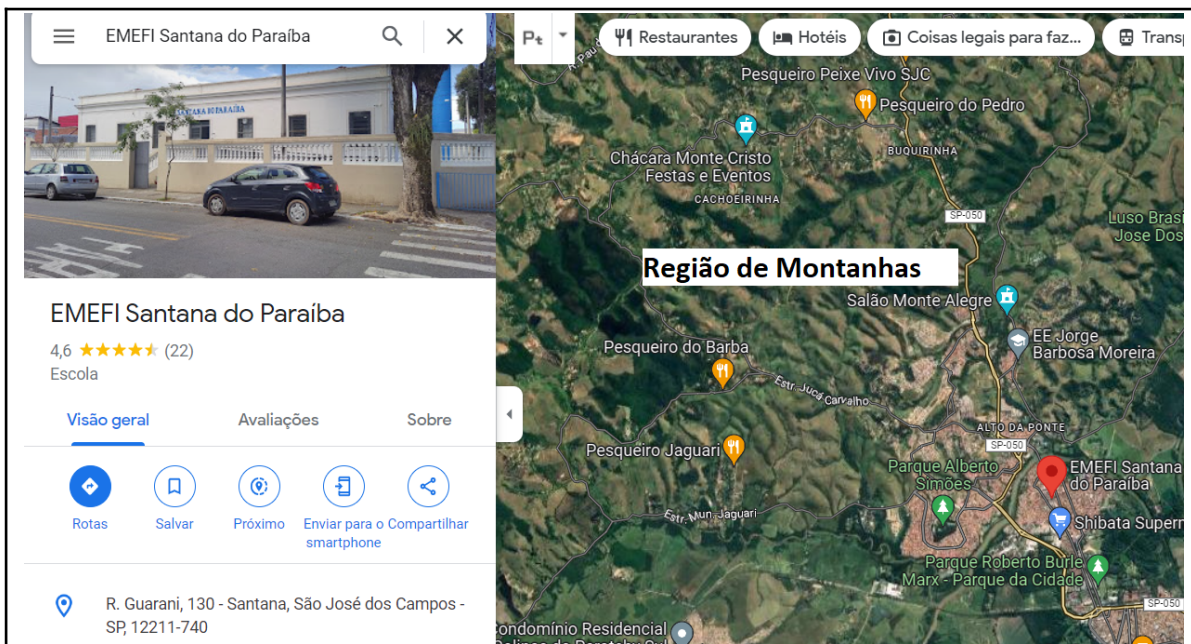 EMEFI Santana do Paraíba
SANTANA DO PARAÍBA
EMEFI Santana do Paraíba
4,6 ★★★★★ (22)
Escola
Visão geral
Avaliações
Sobre
Rotas
Salvar
Próximo
Enviar para o
smartphone
Compartilhar
R. Guarani, 130 - Santana, São José dos Campos -
SP, 12211-740
Restaurantes
Hotéis
Coisas legais para faz...
Transp
Pesqueiro Peixe Vivo SJC
Pesqueiro do Pedro
BUQUIRINHA
Chácara Monte Cristo
Festas e Eventos
CACHOEIRINHA
SP-050
Luso Brasi
Jose Dos
Região de Montanhas
Salão Monte Alegre
EE Jorge
Barbosa Moreira
Pesqueiro do Barba
Estr. Jucá Carvalho
ALTO DA PONTE
SP-050
Pesqueiro Jaguari
Parque Alberto
Simões
EMEFI Santana
do Paraíba
Estr. Mun. Jaguari
Shibata Superm
Parque Roberto Burle
Marx - Parque da Cidade
SP-050
Condomínio Residencial